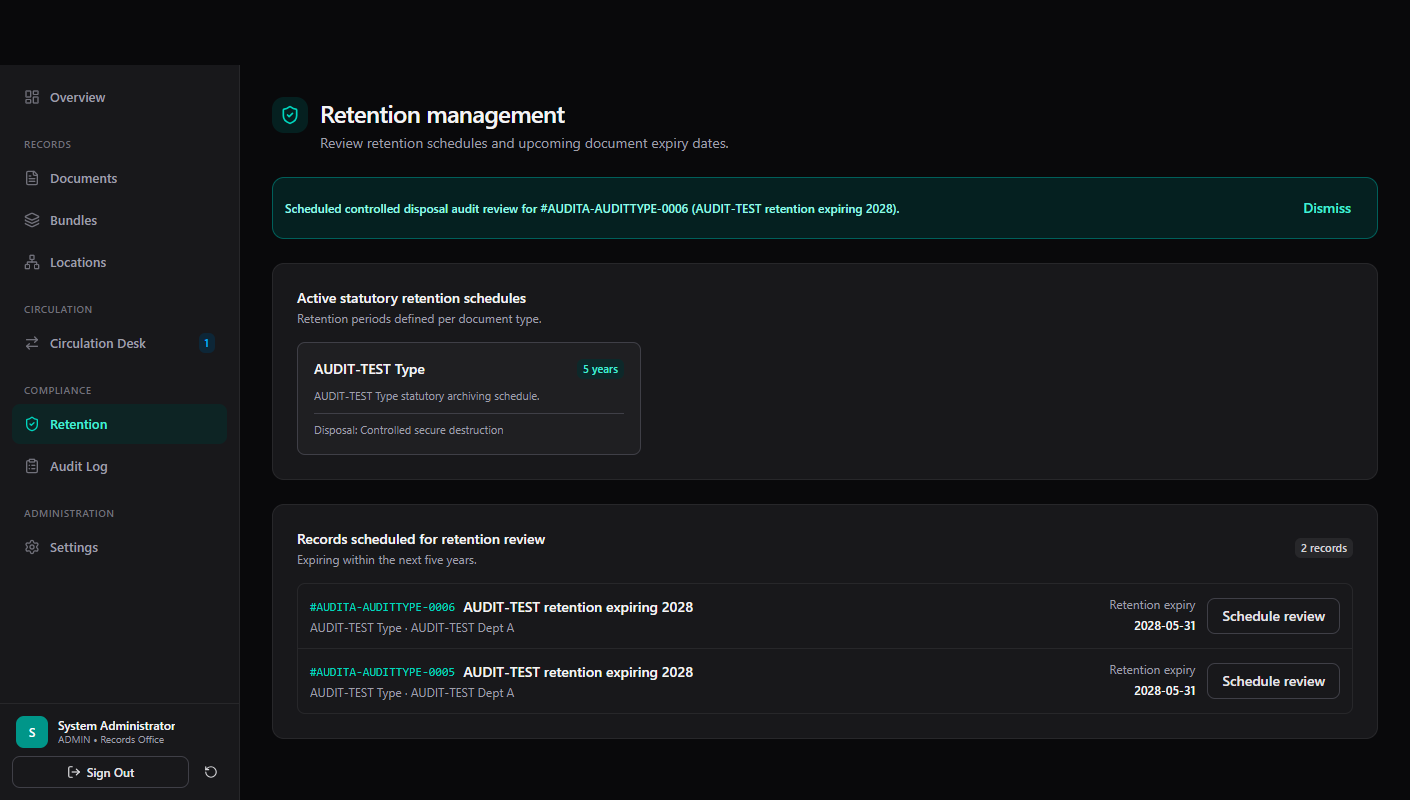 Overview
RECORDS
Documents
Bundles
Locations
CIRCULATION
Circulation Desk 1
COMPLIANCE
Retention
Audit Log
ADMINISTRATION
Settings
S
System Administrator
ADMIN • Records Office
Sign Out
Retention management
Review retention schedules and upcoming document expiry dates.
Scheduled controlled disposal audit review for #AUDITA-AUDITTYPE-0006 (AUDIT-TEST retention expiring 2028).
Dismiss
Active statutory retention schedules
Retention periods defined per document type.
AUDIT-TEST Type 5 years
AUDIT-TEST Type statutory archiving schedule.
Disposal: Controlled secure destruction
Records scheduled for retention review
Expiring within the next five years.
2 records
#AUDITA-AUDITTYPE-0006 AUDIT-TEST retention expiring 2028
AUDIT-TEST Type · AUDIT-TEST Dept A
Retention expiry
2028-05-31
Schedule review
#AUDITA-AUDITTYPE-0005 AUDIT-TEST retention expiring 2028
AUDIT-TEST Type · AUDIT-TEST Dept A
Retention expiry
2028-05-31
Schedule review